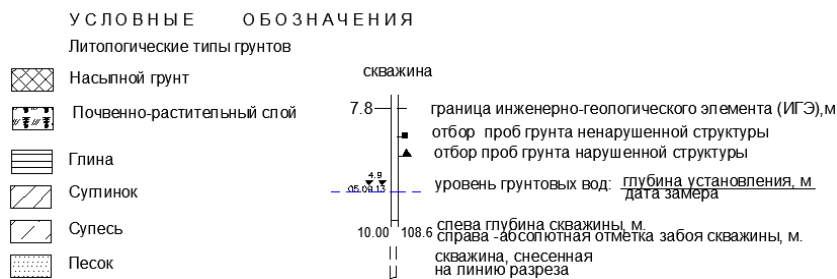 УСЛОВНЫЕ ОБОЗНАЧЕНИЯ
Литологические типы грунтов
Насыпной грунт
Почвенно-растительный слой
Глина
Суглинок
Супесь
Песок
скважина
7.8 граница инженерно-геологического элемента (ИГЭ),м
отбор проб грунта ненарушенной структуры
отбор проб грунта нарушенной структуры
4.9
уровень грунтовых вод: глубина установления, м
дата замера
слева глубина скважины, м.
10.00 108.6 справа -абсолютная отметка забоя скважины, м.
скважина, снесенная
на линию разреза